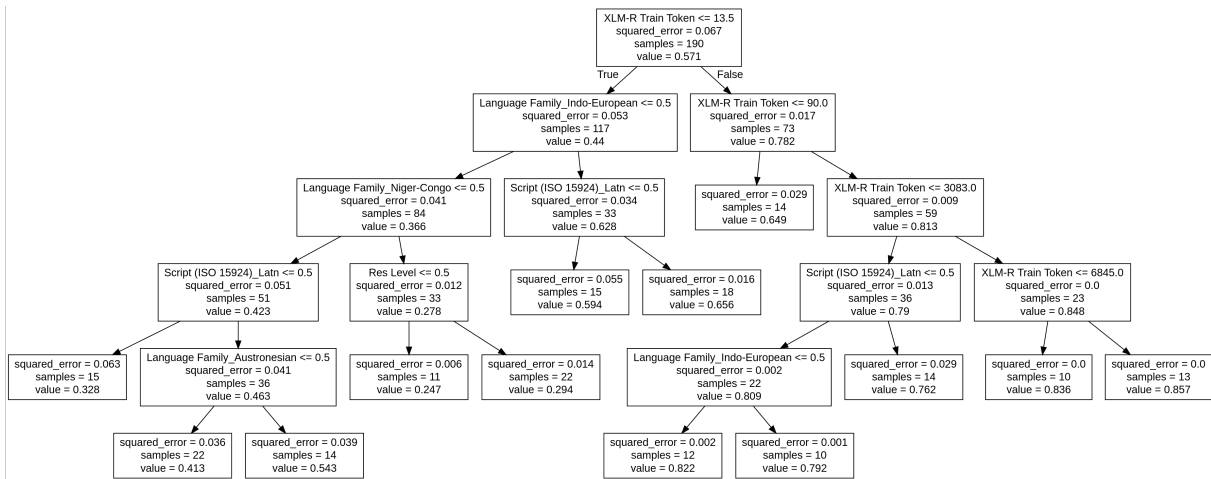 XLM-R Train Token <= 13.5
squared_error = 0.067
samples = 190
value = 0.571
True
False
Language Family_Indo-European <= 0.5
squared_error = 0.053
samples = 117
value = 0.44
XLM-R Train Token <= 90.0
squared_error = 0.017
samples = 73
value = 0.782
Language Family_Niger-Congo <= 0.5
squared_error = 0.041
samples = 84
value = 0.366
Script (ISO 15924)_Latn <= 0.5
squared_error = 0.034
samples = 33
value = 0.628
squared_error = 0.029
samples = 14
value = 0.649
XLM-R Train Token <= 3083.0
squared_error = 0.009
samples = 59
value = 0.813
Script (ISO 15924)_Latn <= 0.5
squared_error = 0.051
samples = 51
value = 0.423
Res Level <= 0.5
squared_error = 0.012
samples = 33
value = 0.278
squared_error = 0.055
samples = 15
value = 0.594
squared_error = 0.016
samples = 18
value = 0.656
Script (ISO 15924)_Latn <= 0.5
squared_error = 0.013
samples = 36
value = 0.79
XLM-R Train Token <= 6845.0
squared_error = 0.0
samples = 23
value = 0.848
squared_error = 0.063
samples = 15
value = 0.328
Language Family_Austronesian <= 0.5
squared_error = 0.041
samples = 36
value = 0.463
squared_error = 0.006
samples = 11
value = 0.247
squared_error = 0.014
samples = 22
value = 0.294
Language Family_Indo-European <= 0.5
squared_error = 0.002
samples = 22
value = 0.809
squared_error = 0.029
samples = 14
value = 0.762
squared_error = 0.0
samples = 10
value = 0.836
squared_error = 0.0
samples = 13
value = 0.857
squared_error = 0.036
samples = 22
value = 0.413
squared_error = 0.039
samples = 14
value = 0.543
squared_error = 0.002
samples = 12
value = 0.822
squared_error = 0.001
samples = 10
value = 0.792